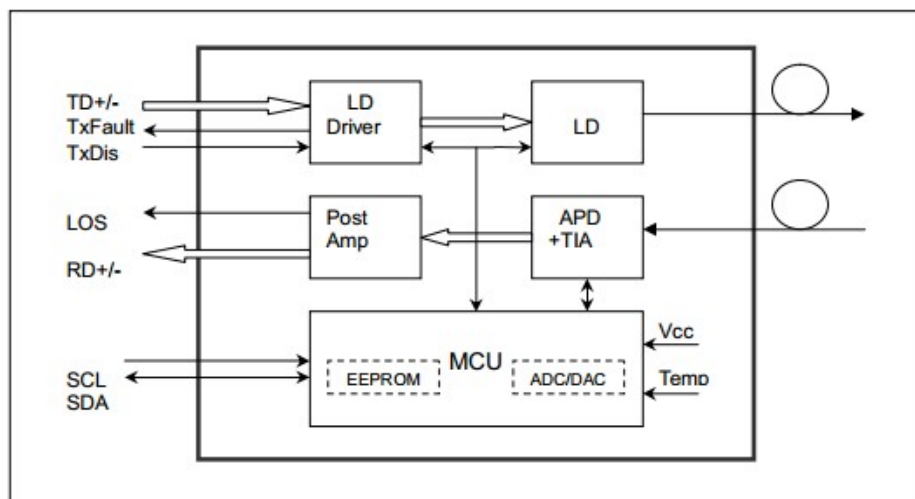 TD+/-
TxFault
TxDis
LD
Driver
LD
LOS
RD+/-
Post
Amp
APD
+TIA
SCL
SDA
MCU
EEPROM
ADC/DAC
Vcc
Temp